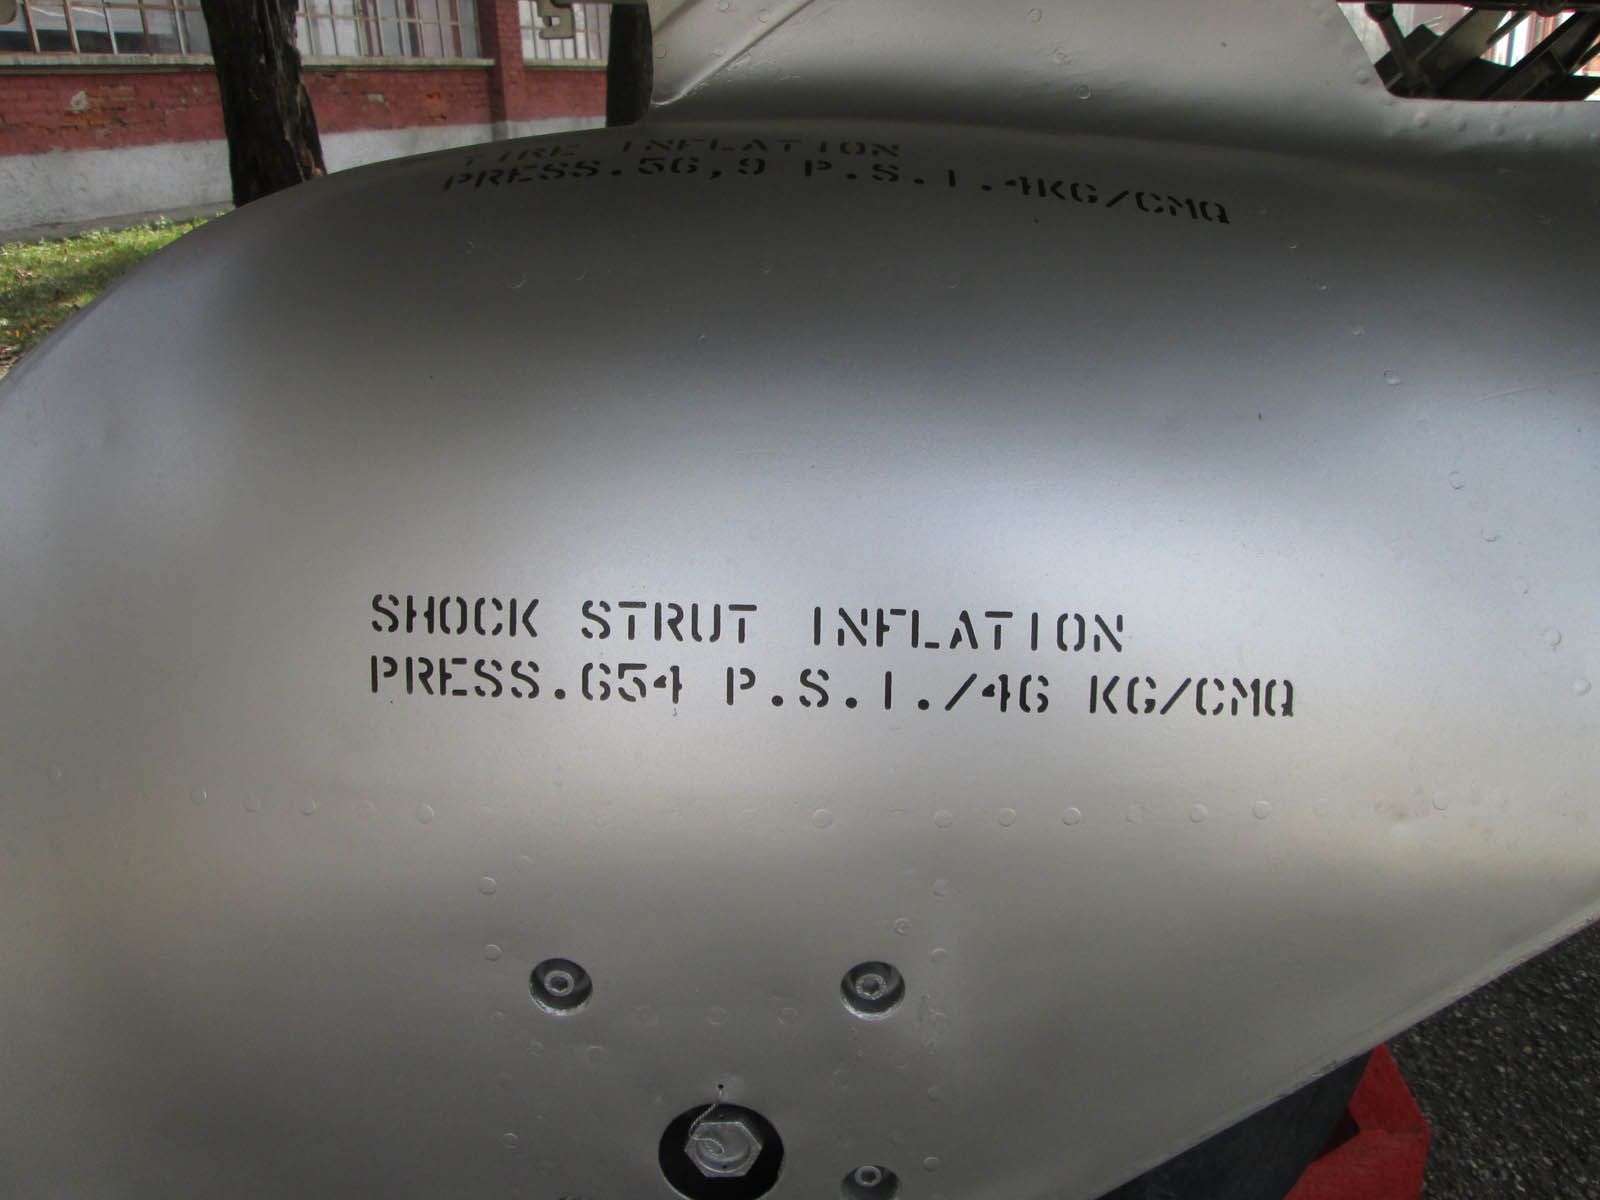 TIRE INFLATION
PRESS.56,9 P.S.I.4KG/CMQ
SHOCK STRUT INFLATION
PRESS.654 P.S.I./46 KG/CMQ